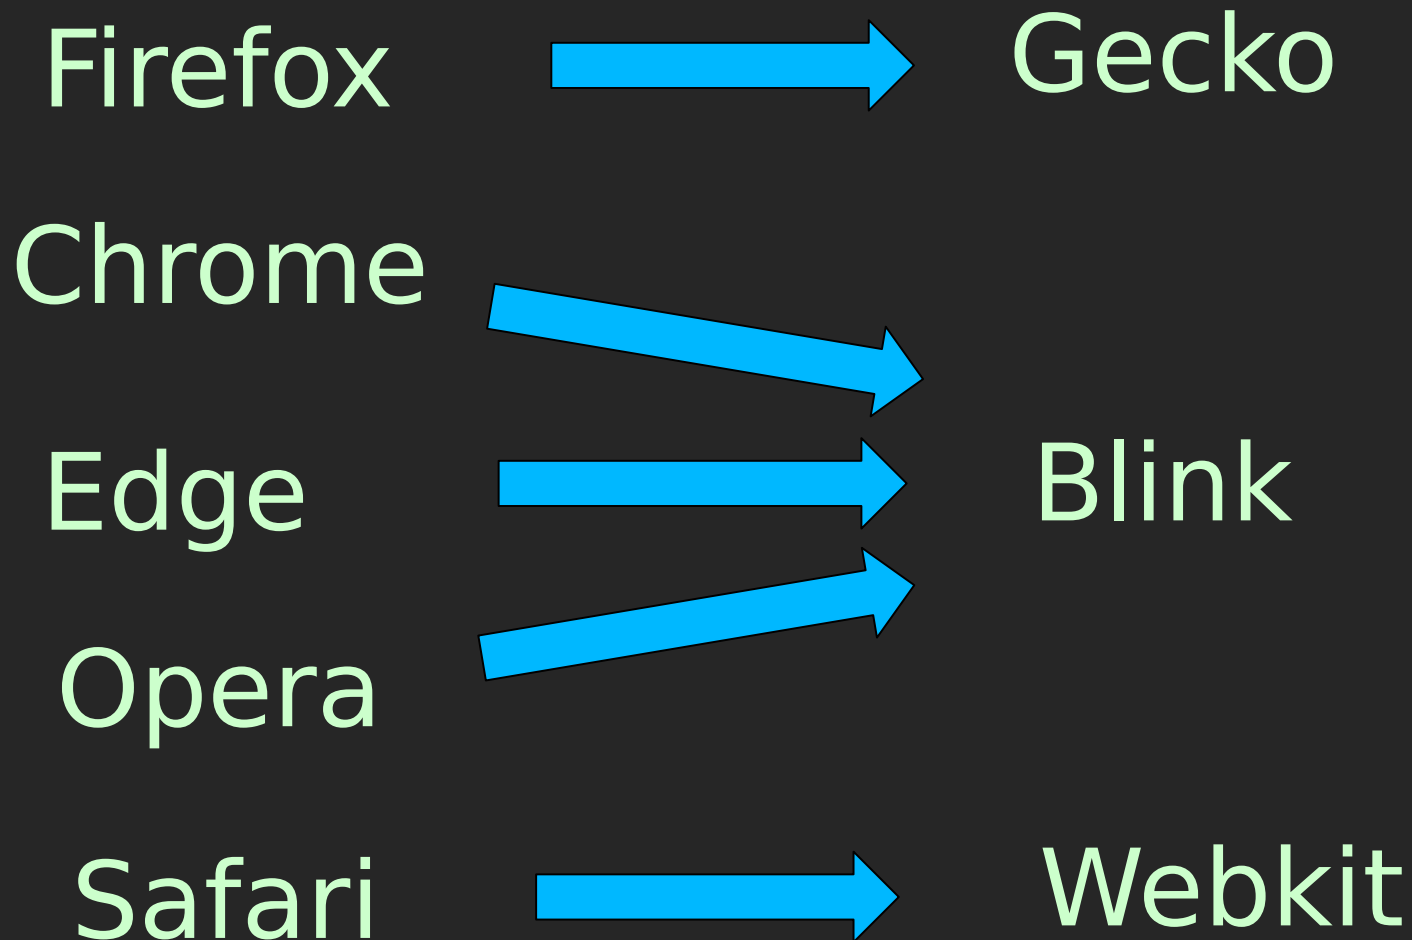 Firefox
Gecko
Chrome
Edge
Blink
Opera
Safari
Webkit